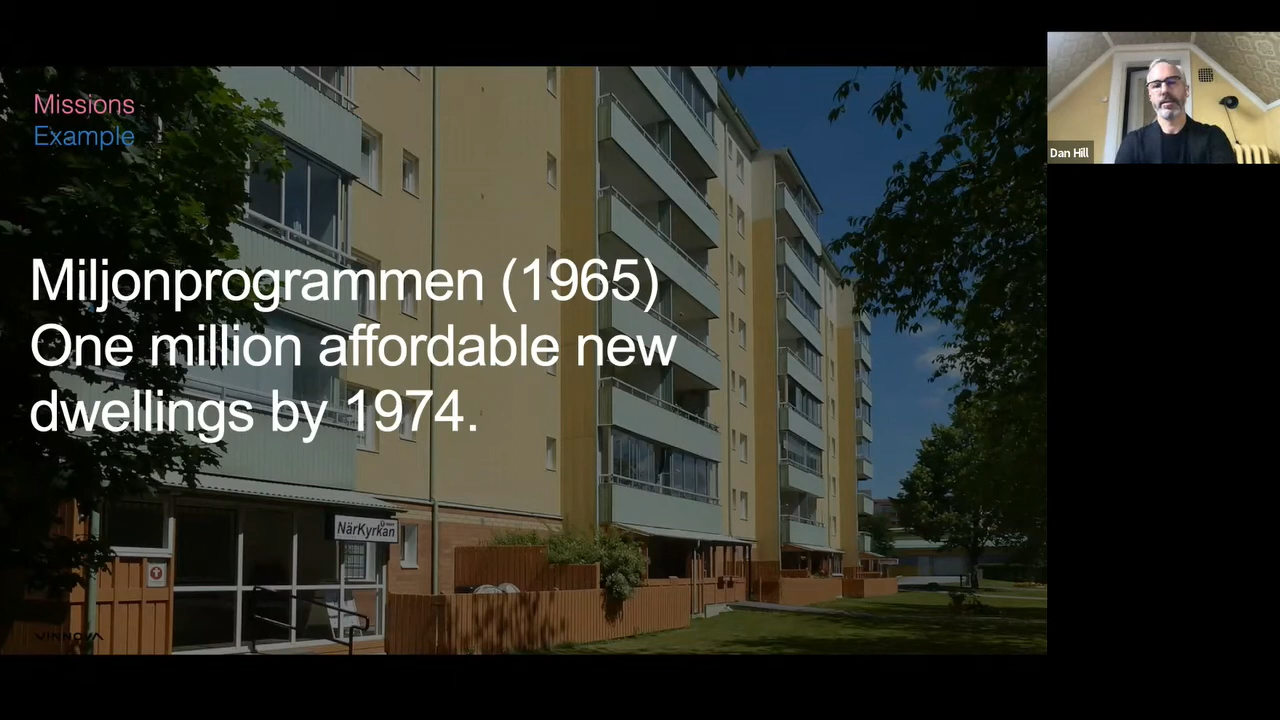 Missions
Example
Miljonprogrammen (1965)
One million affordable new
dwellings by 1974.
NärKyrkan
VINNOVA
Dan Hill